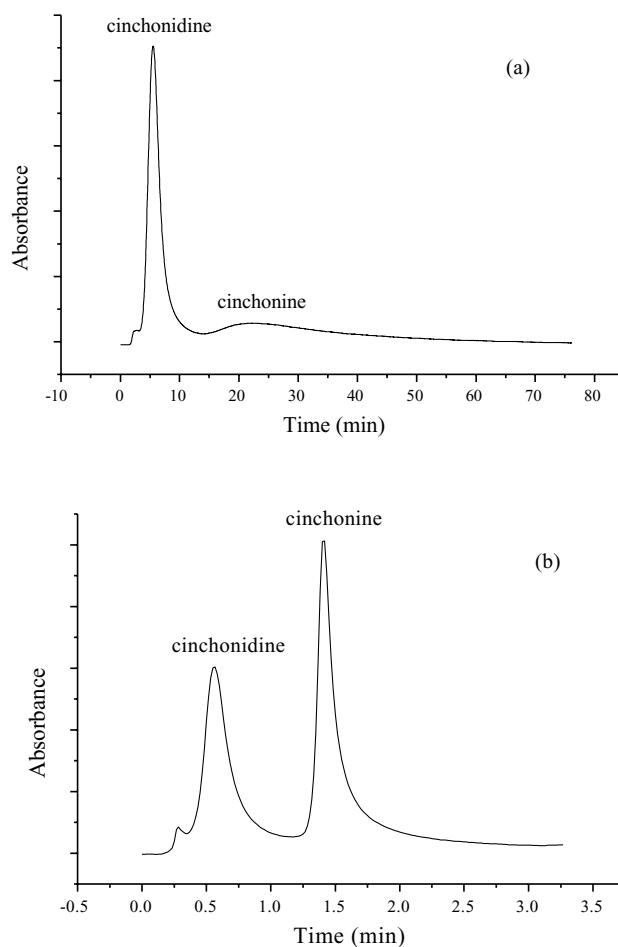 cinchonidine
(a)
Absorbance
cinchonine
-10 0 10 20 30 40 50 60 70 80
Time (min)
cinchonine
(b)
cinchonidine
Absorbance
-0.5 0.0 0.5 1.0 1.5 2.0 2.5 3.0 3.5
Time (min)